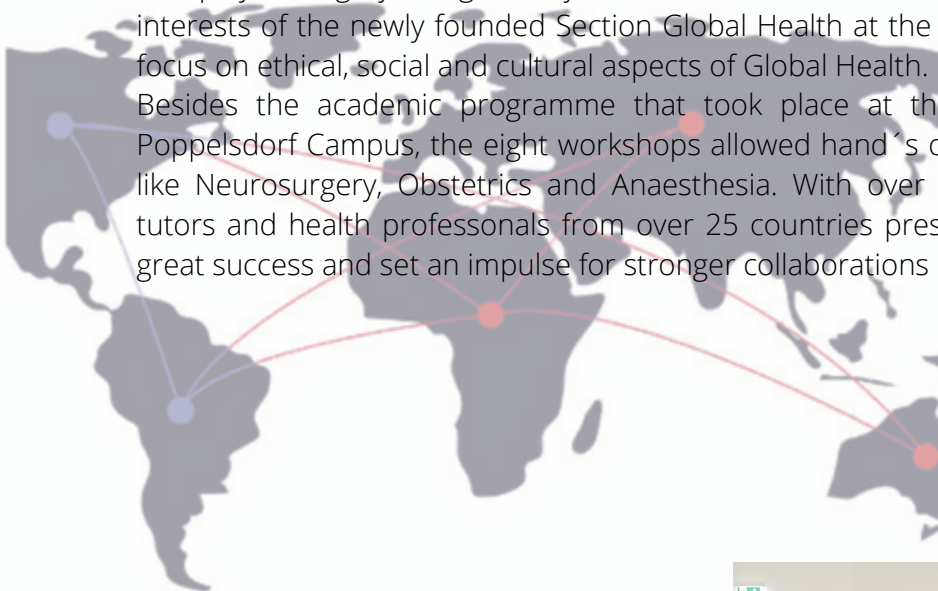 interests of the newly founded Section Global Health at the
focus on ethical, social and cultural aspects of Global Health.
Besides the academic programme that took place at
Poppelsdorf Campus, the eight workshops allowed hand´s
like Neurosurgery, Obstetrics and Anaesthesia. With over
tutors and health professonals from over 25 countries
great success and set an impulse for stronger collaborations